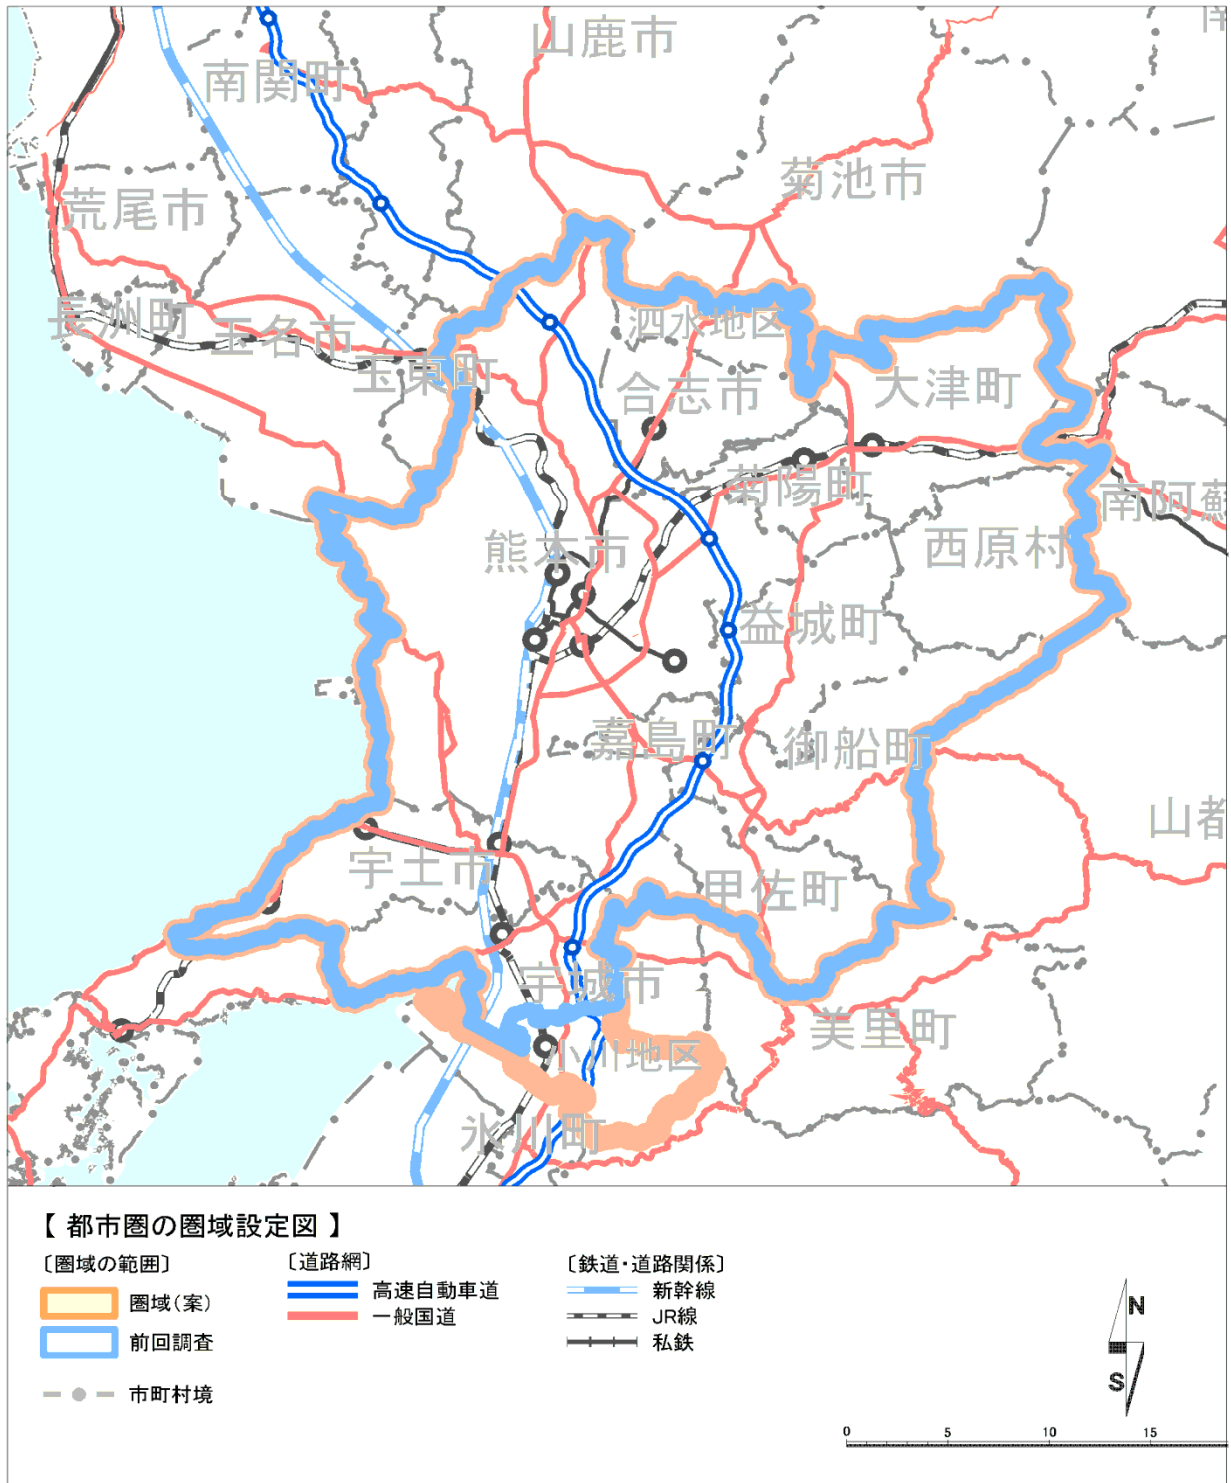 山鹿市
南関町
菊池市
荒尾市
長洲町
玉名市
泗水地区
玉東町
合志市
大津町
菊陽町
南阿蘇
熊本市
西原村
益城町
嘉島町
御船町
山都
宇土市
甲佐町
宇城市
美里町
小川地区
氷川町
【 都市圏の圏域設定図 】
〔圏域の範囲〕
圏域(案)
前回調査
市町村境
〔道路網〕
高速自動車道
一般国道
〔鉄道・道路関係〕
新幹線
JR線
私鉄
N
S
0 5 10 15